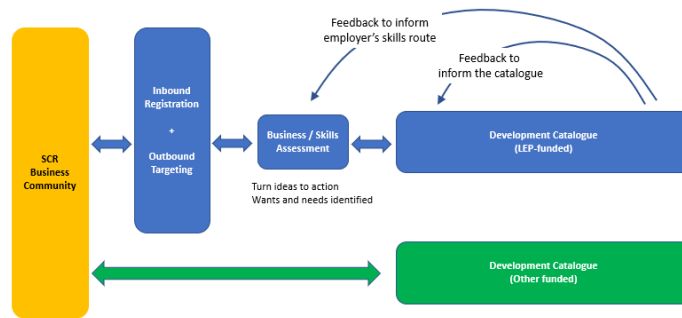 Feedback to inform
employer's skills route
Feedback to
inform the catalogue
Inbound
Registration
+
Outbound
Targeting
Business / Skills
Assessment
Development Catalogue
(LEP-funded)
SCR
Business
Community
Turn ideas to action
Wants and needs identified
Development Catalogue
(Other funded)